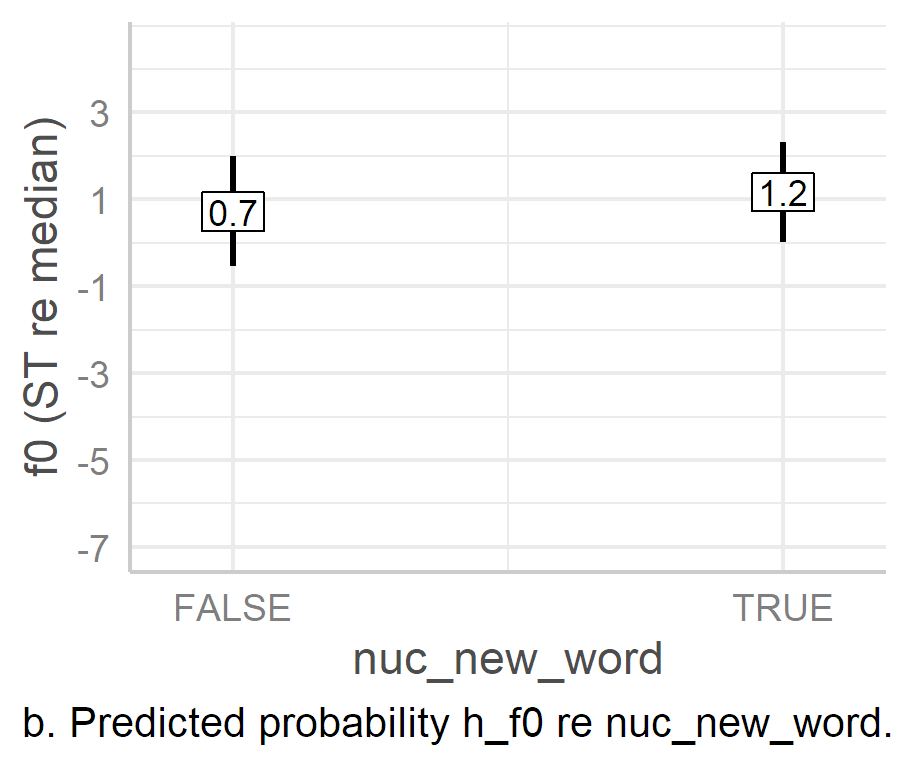 f0 (ST re median)
3
1
-1
-3
-5
-7
0.7
1.2
FALSE
TRUE
nuc_new_word
b. Predicted probability h_f0 re nuc_new_word.